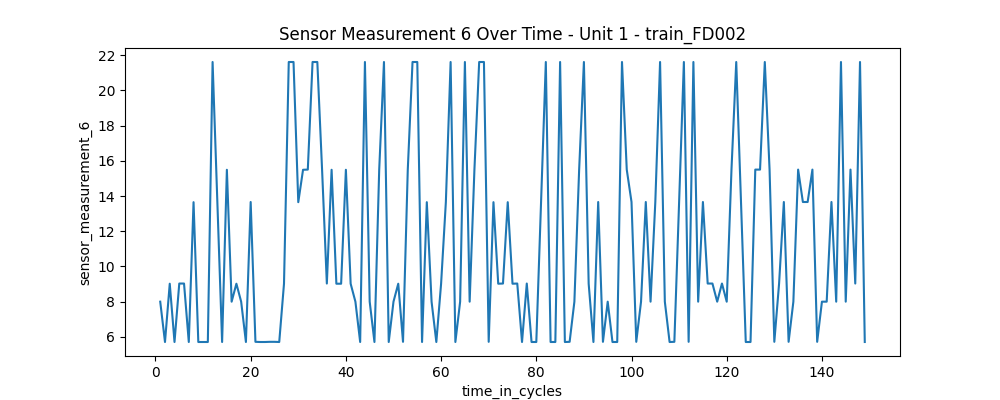 Sensor Measurement 6 Over Time - Unit 1 - train_FD002
sensor_measurement_6
22
20
18
16
14
12
10
8
6
0 20 40 60 80 100 120 140
time_in_cycles